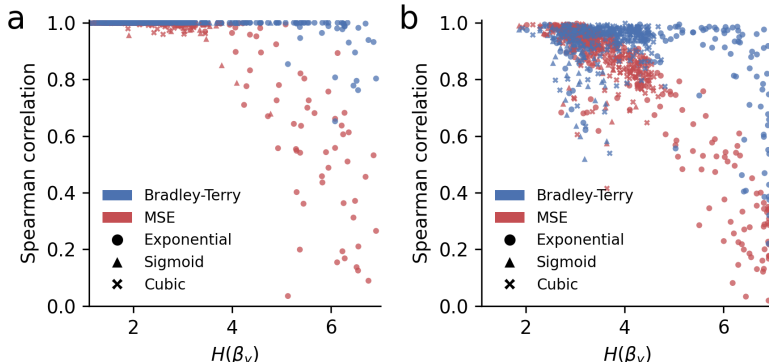 a
Spearman correlation
1.0
0.8
0.6
0.4
0.2
0.0
Bradley-Terry
MSE
Exponential
Sigmoid
Cubic
2 4 6
H(βᵥ)
b
Spearman correlation
1.0
0.8
0.6
0.4
0.2
0.0
Bradley-Terry
MSE
Exponential
Sigmoid
Cubic
2 4 6
H(βᵥ)